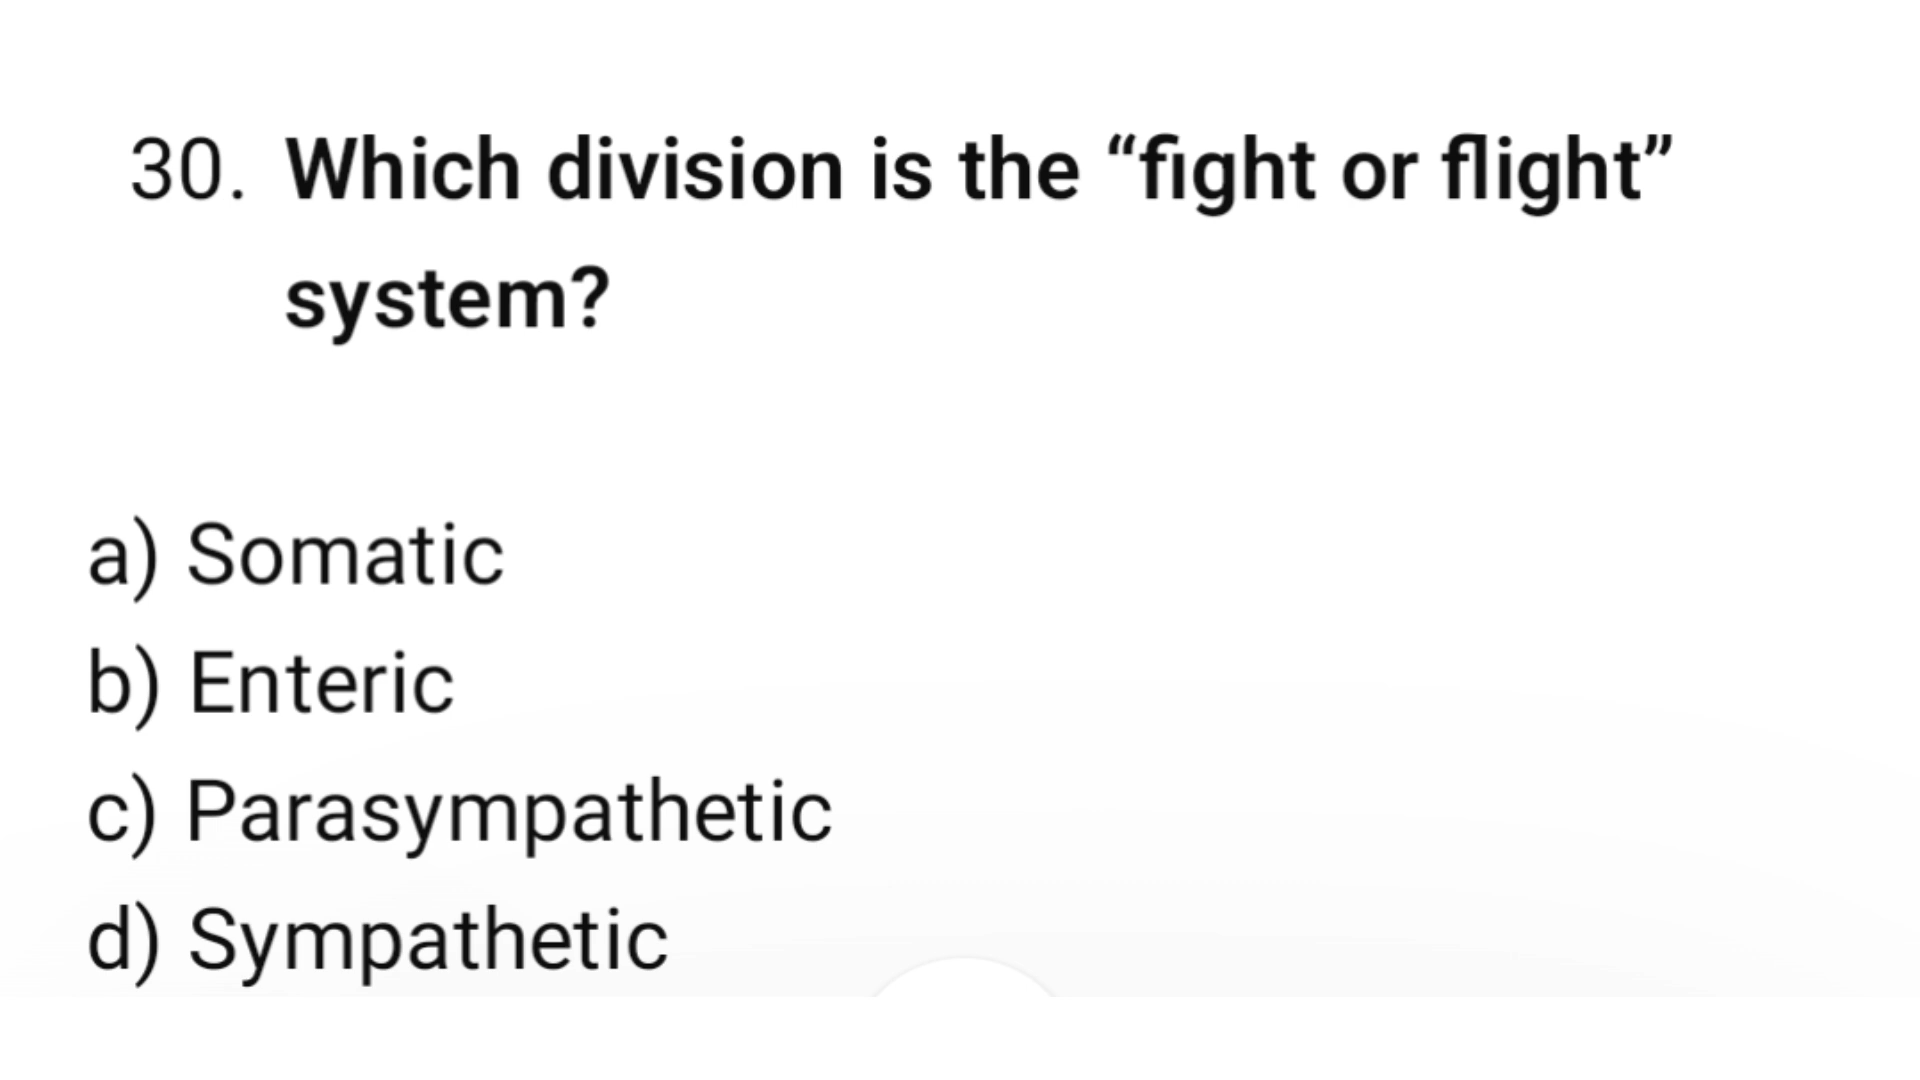 30. Which division is the “fight or flight”
system?
a) Somatic
b) Enteric
c) Parasympathetic
d) Sympathetic